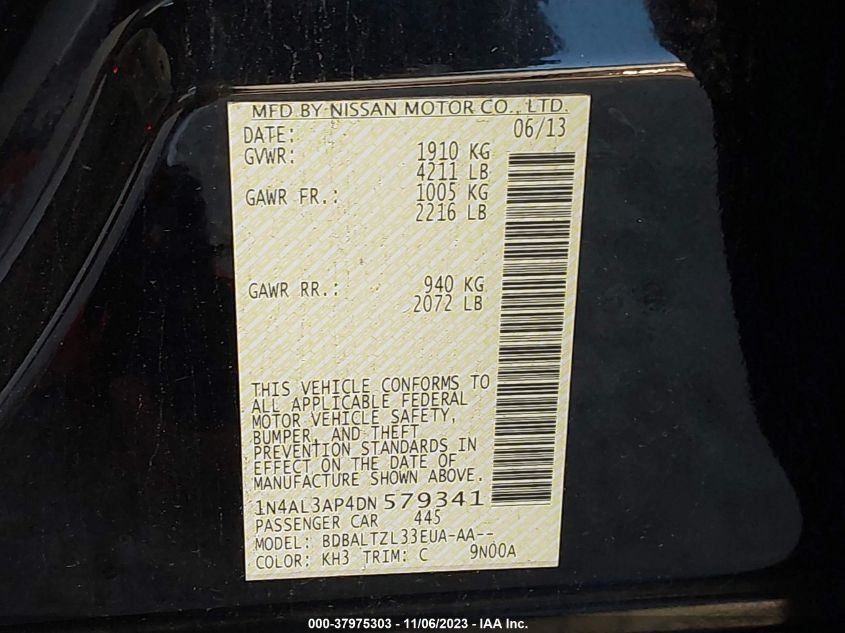 MFD BY NISSAN MOTOR CO., LTD.
DATE: 06/13
GVWR: 1910 KG
4211 LB
GAWR FR.: 1005 KG
2216 LB
GAWR RR.: 940 KG
2072 LB
THIS VEHICLE CONFORMS TO
ALL APPLICABLE FEDERAL
MOTOR VEHICLE SAFETY,
BUMPER, AND THEFT
PREVENTION STANDARDS IN
EFFECT ON THE DATE OF
MANUFACTURE SHOWN ABOVE.
1N4AL3AP4DN579341
PASSENGER CAR 445
MODEL: BDBALTZL33EUA-AA--
COLOR: KH3 TRIM: C 9N00A
000-37975303 - 11/06/2023 - IAA Inc.